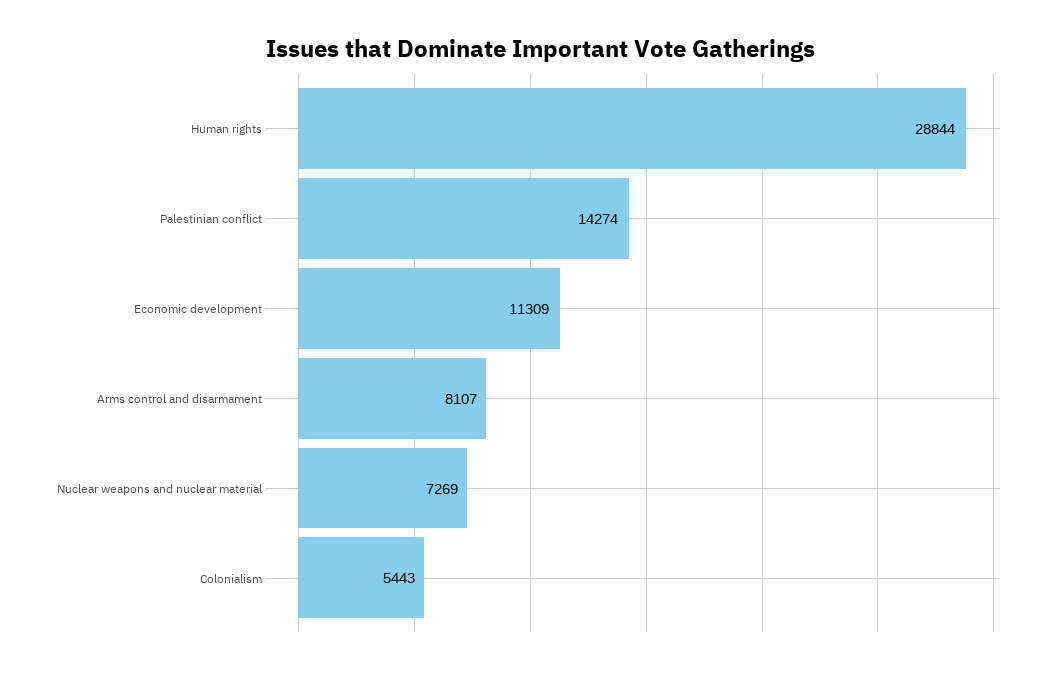 Issues that Dominate Important Vote Gatherings
Human rights
28844
Palestinian conflict
14274
Economic development
11309
Arms control and disarmament
8107
Nuclear weapons and nuclear material
7269
Colonialism
5443